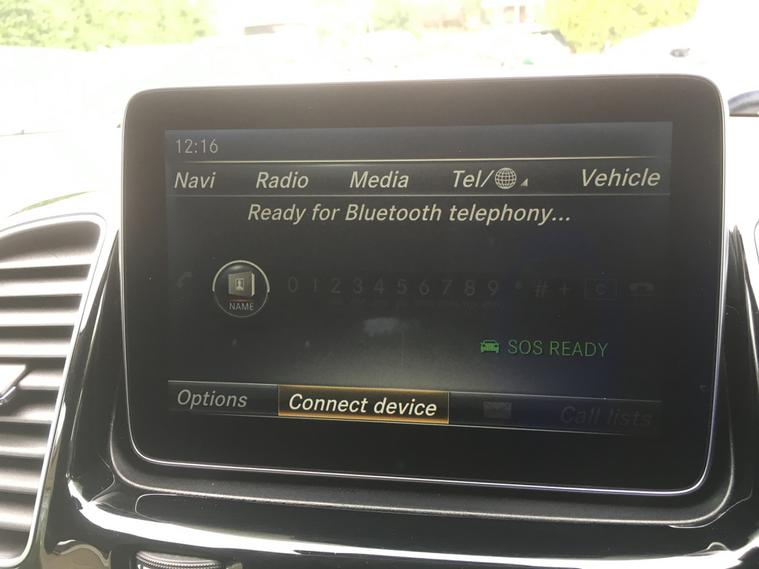 12:16
Navi Radio Media Tel/ Vehicle
Ready for Bluetooth telephony...
NAME 0 1 2 3 4 5 6 7 8 9 * # + C
SOS READY
Options Connect device Call lists